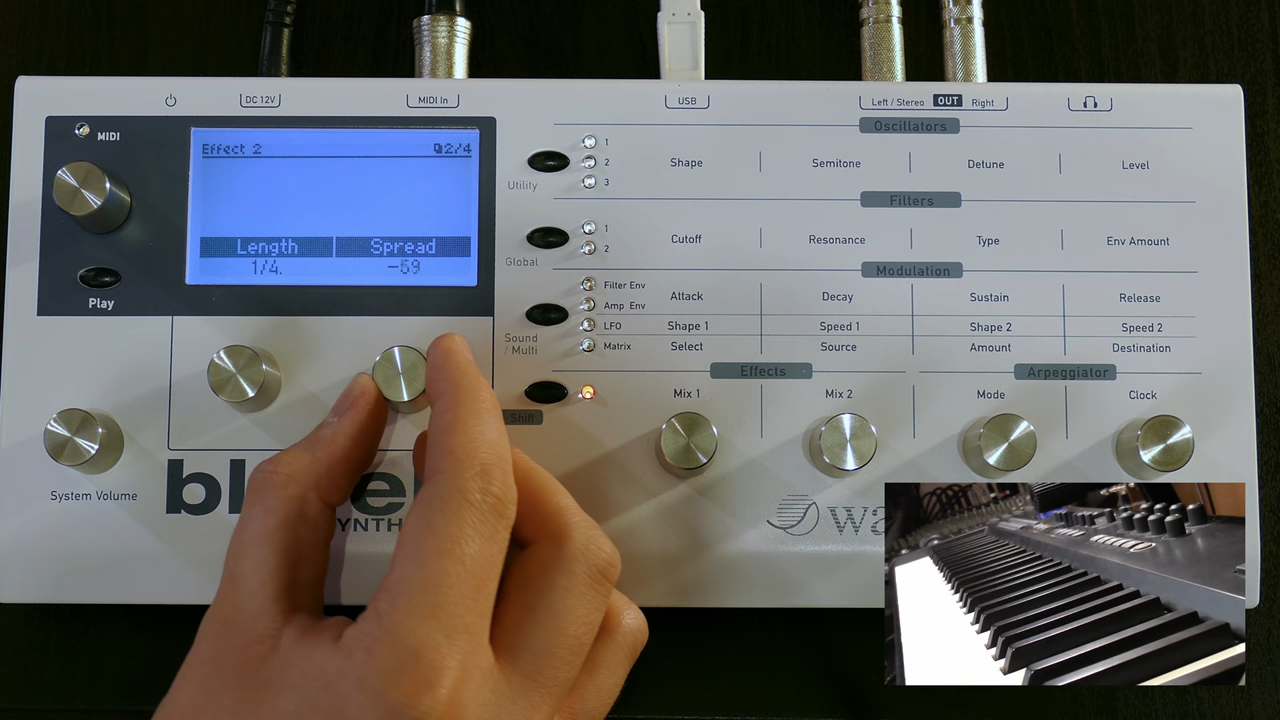 DC 12V
MIDI In
USB
Left / Stereo OUT Right
MIDI
Effect 2 2/4
Length Spread
1/4. -59
Play
System Volume
Utility
1
2
3
Global
1
2
Sound / Multi
Filter Env
Amp Env
LFO
Matrix
Shift
Oscillators
Shape Semitone Detune Level
Filters
Cutoff Resonance Type Env Amount
Modulation
Attack Decay Sustain Release
Shape 1 Speed 1 Shape 2 Speed 2
Select Source Amount Destination
Effects Arpeggiator
Mix 1 Mix 2 Mode Clock